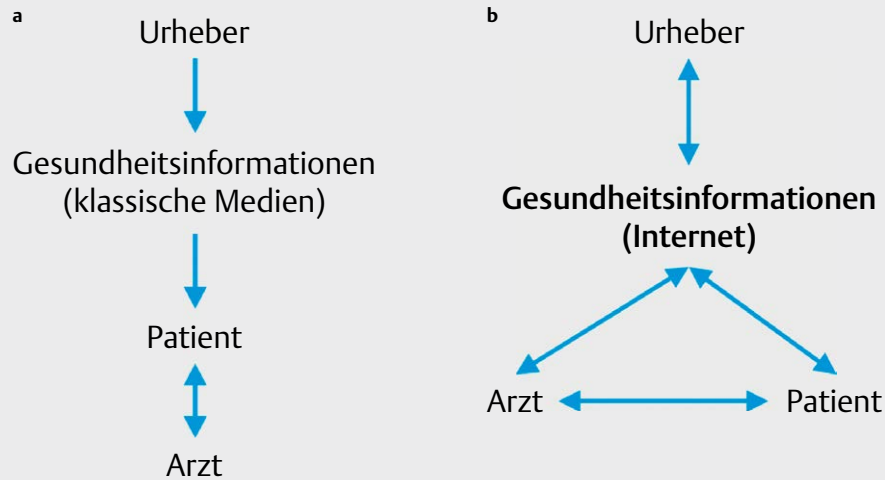 a
Urheber
Gesundheitsinformationen
(klassische Medien)
Patient
Arzt
b
Urheber
Gesundheitsinformationen
(Internet)
Arzt
Patient